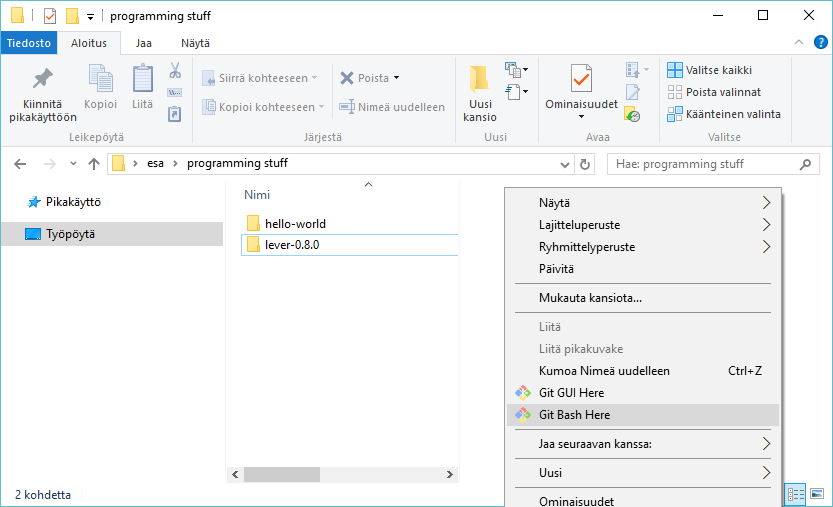 programming stuff
Tiedosto Aloitus Jaa Näytä
Kiinnitä pikakäyttöön
Kopioi
Liitä
Leikepöytä
Siirrä kohteeseen
Kopioi kohteeseen
Poista
Nimeä uudelleen
Järjestä
Uusi kansio
Uusi
Ominaisuudet
Avaa
Valitse kaikki
Poista valinnat
Käänteinen valinta
Valitse
esa programming stuff
Hae: programming stuff
Pikakäyttö
Työpöytä
Nimi
hello-world
lever-0.8.0
Näytä
Lajitteluperuste
Ryhmittelyperuste
Päivitä
Mukauta kansiota...
Liitä
Liitä pikakuvake
Kumoa Nimeä uudelleen Ctrl+Z
Git GUI Here
Git Bash Here
Jaa seuraavan kanssa:
Uusi
Ominaisuudet
2 kohdetta